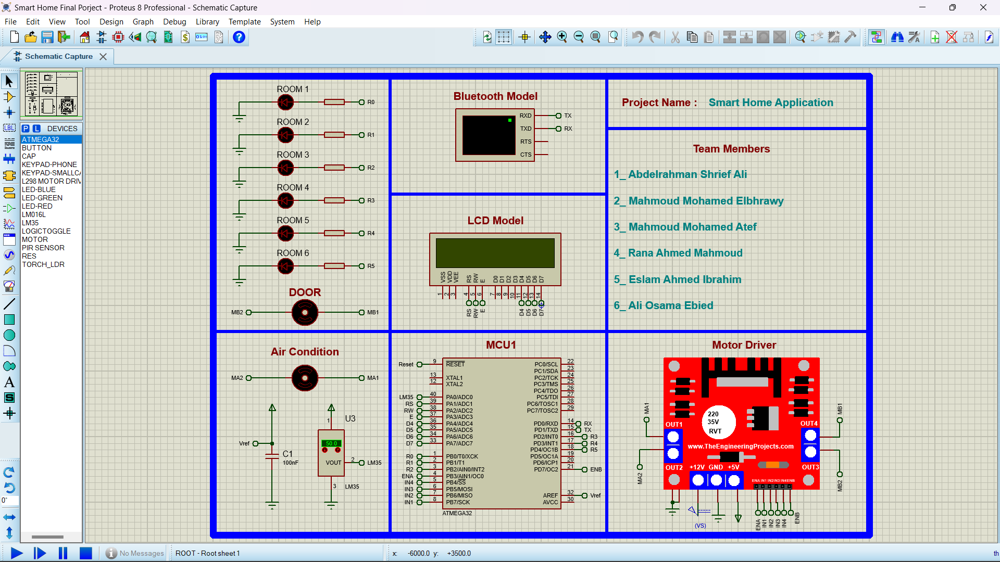 Smart Home Final Porject - Proteus 8 Professional - Schematic Capture
File Edit View Tool Design Graph Debug Library Template System Help
Schematic Capture
P L DEVICES
ATMEGA32
BUTTON
CAP
KEYPAD-PHONE
KEYPAD-SMALLCA
L298 MOTOR DRIV
LED-BLUE
LED-GREEN
LED-RED
LM016L
LM35
LOGICTOGGLE
MOTOR
PIR SENSOR
RES
TORCH_LDR
LBL
A
S
0°
ROOM 1
R0
ROOM 2
R1
ROOM 3
R2
ROOM 4
R3
ROOM 5
R4
ROOM 6
R5
DOOR
MB2 MB1
Bluetooth Model
RXD TX
TXD RX
RTS
CTS
LCD Model
VSS VDD VEE RS RW E D0 D1 D2 D3 D4 D5 D6 D7
1 2 3 4 5 6 7 8 9 10 11 12 13 14
RS RW E D4 D5 D6 D7
Project Name : Smart Home Application
Team Members
1_ Abdelrahman Shrief Ali
2_ Mahmoud Mohamed Elbhrawy
3_ Mahmoud Mohamed Atef
4_ Rana Ahmed Mahmoud
5_ Eslam Ahmed Ibrahim
6_ Ali Osama Ebied
Air Condition
MA2 MA1
Vref
C1
100nF
U3
1
50.0
VOUT 2 LM35
3 LM35
MCU1
Reset 9 RESET
13 XTAL1
12 XTAL2
LM35 40 PA0/ADC0
RS 39 PA1/ADC1
RW 38 PA2/ADC2
E 37 PA3/ADC3
D4 36 PA4/ADC4
D5 35 PA5/ADC5
D6 34 PA6/ADC6
D7 33 PA7/ADC7
R0 1 PB0/T0/XCK
R1 2 PB1/T1
R2 3 PB2/AIN0/INT2
ENA 4 PB3/AIN1/OC0
IN4 5 PB4/SS
IN3 6 PB5/MOSI
IN2 7 PB6/MISO
IN1 8 PB7/SCK
PC0/SCL 22
PC1/SDA 23
PC2/TCK 24
PC3/TMS 25
PC4/TDO 26
PC5/TDI 27
PC6/TOSC1 28
PC7/TOSC2 29
PD0/RXD 14 RX
PD1/TXD 15 TX
PD2/INT0 16 R3
PD3/INT1 17 R4
PD4/OC1B 18 R5
PD5/OC1A 19
PD6/ICP1 20
PD7/OC2 21 ENB
AREF 32 Vref
AVCC 30
ATMEGA32
Motor Driver
MA1
MB1
220
35V
RVT
OUT1
OUT4
www.TheEngineeringProjects.com
OUT2 +12V GND +5V OUT3
ENA IN1 IN2 IN3 IN4 ENB
MA2
MB2
(VS)
ENA IN1 IN2 IN3 IN4 ENB
No Messages ROOT - Root sheet 1 x: -6000.0 y: +3500.0 th